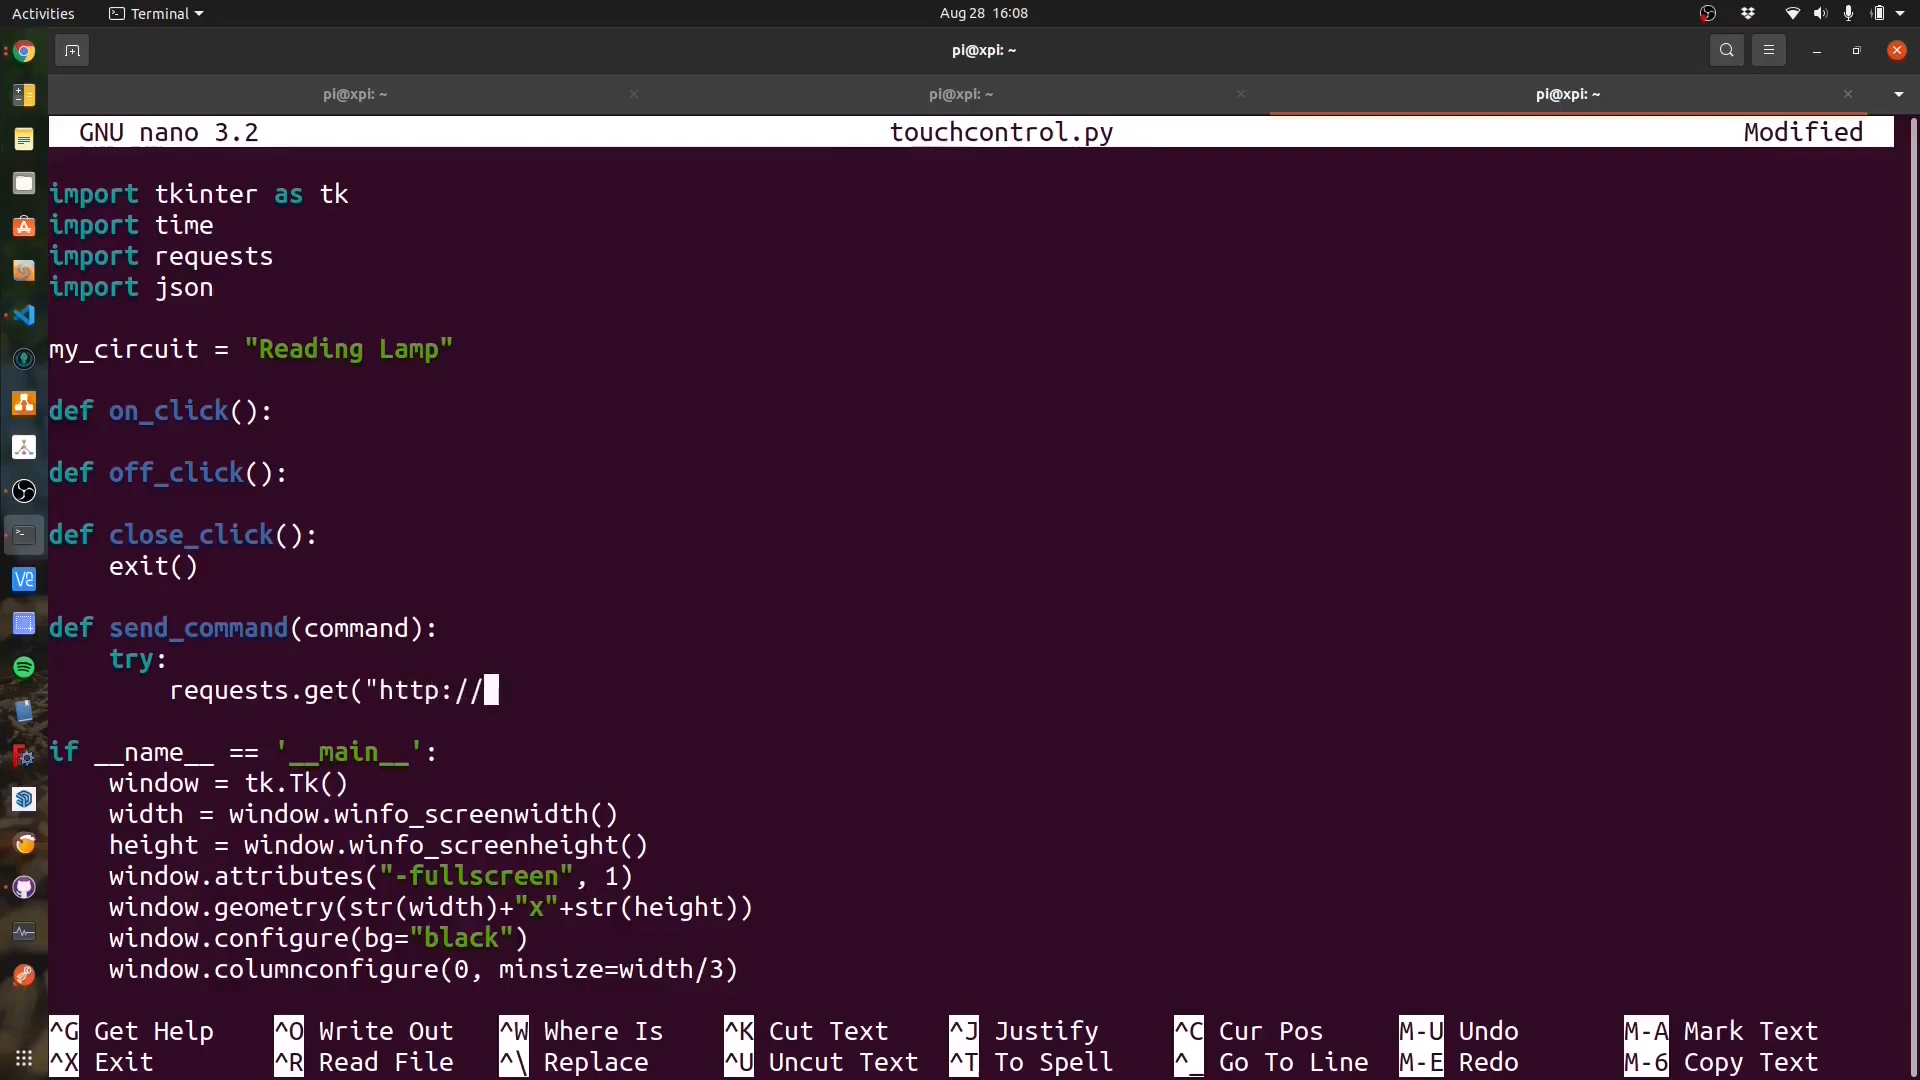 Activities Terminal Aug 28 16:08
pi@xpi: ~
pi@xpi: ~ pi@xpi: ~ pi@xpi: ~
GNU nano 3.2 touchcontrol.py Modified
import tkinter as tk
import time
import requests
import json
my_circuit = "Reading Lamp"
def on_click():
def off_click():
def close_click():
    exit()
def send_command(command):
    try:
        requests.get("http://
if __name__ == '__main__':
    window = tk.Tk()
    width = window.winfo_screenwidth()
    height = window.winfo_screenheight()
    window.attributes("-fullscreen", 1)
    window.geometry(str(width)+"x"+str(height))
    window.configure(bg="black")
    window.columnconfigure(0, minsize=width/3)
^G Get Help ^O Write Out ^W Where Is ^K Cut Text ^J Justify ^C Cur Pos M-U Undo M-A Mark Text
^X Exit ^R Read File ^\ Replace ^U Uncut Text ^T To Spell ^_ Go To Line M-E Redo M-6 Copy Text